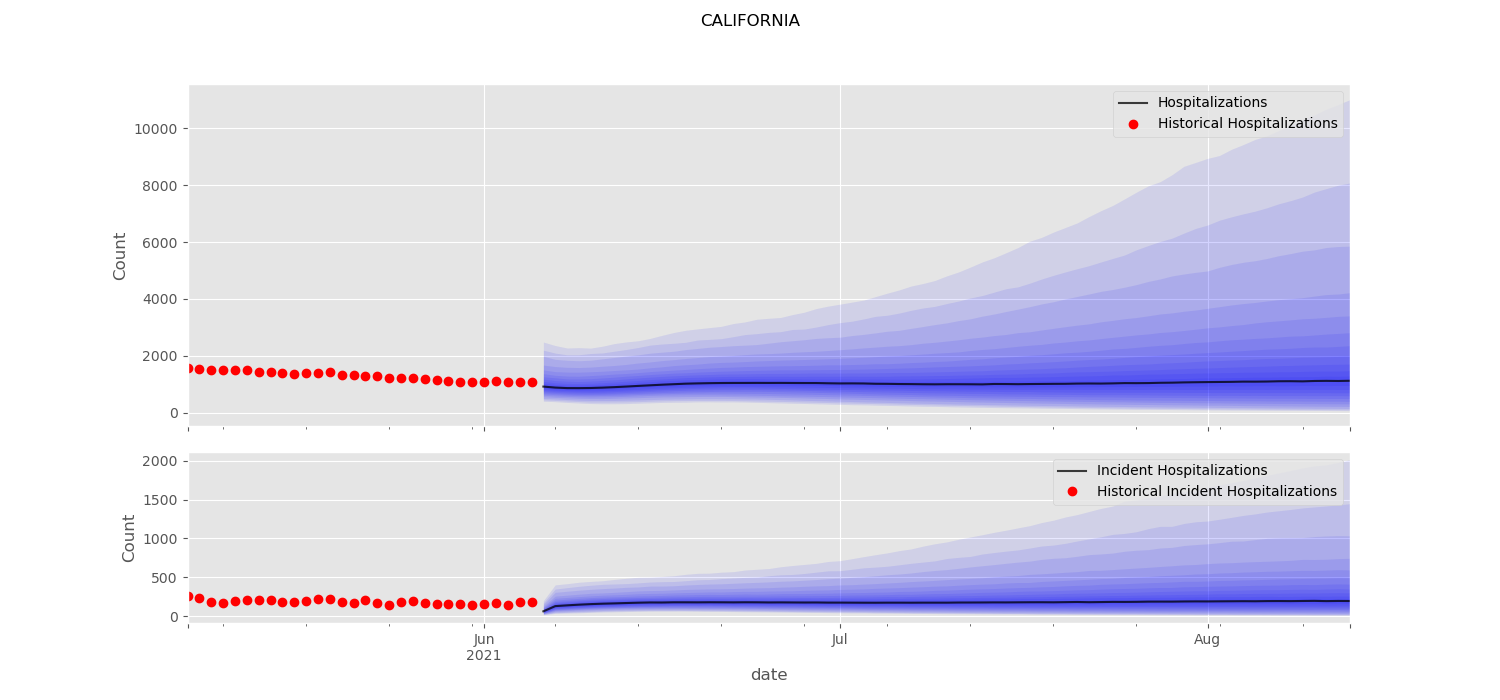 CALIFORNIA
Hospitalizations
Historical Hospitalizations
10000
8000
6000
4000
2000
0
Count
Incident Hospitalizations
Historical Incident Hospitalizations
2000
1500
1000
500
0
Count
Jun
2021
Jul
Aug
date